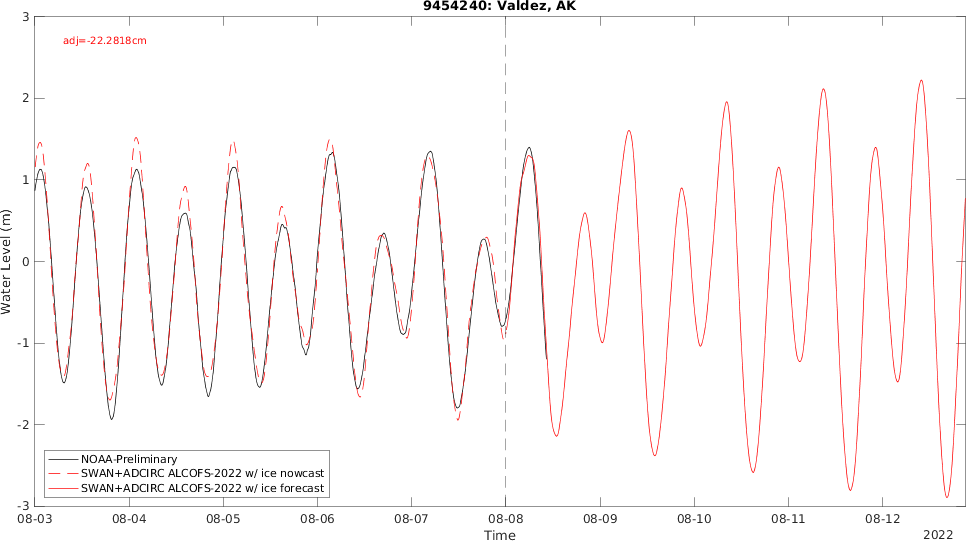 9454240: Valdez, AK
adj=-22.2818cm
3
2
1
0
-1
-2
-3
Water Level (m)
NOAA-Preliminary
SWAN+ADCIRC ALCOFS-2022 w/ ice nowcast
SWAN+ADCIRC ALCOFS-2022 w/ ice forecast
08-03 08-04 08-05 08-06 08-07 08-08 08-09 08-10 08-11 08-12
Time
2022